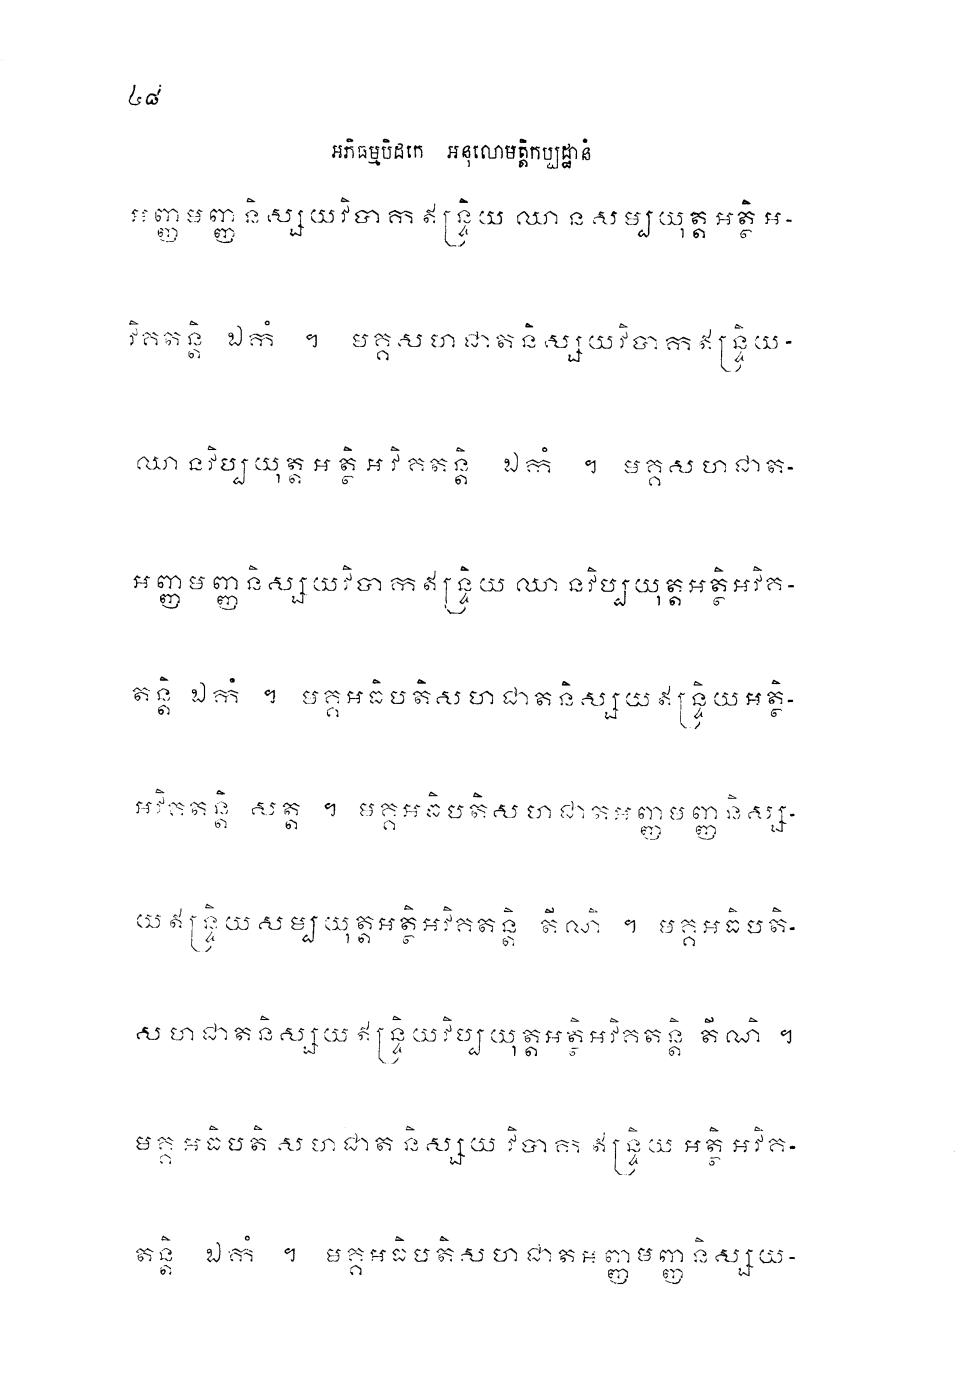 ៤៨
អភិធម្មបិដកេ អនុលោមត្តិកប្បដ្ឋានំ
អញ្ញមញ្ញនិស្សយវិបាកឥន្ទ្រិយឈានសម្បយុត្តអត្ថិអ-
វិគតន្តិ ឯកំ ។ មគ្គសហជាតនិស្សយវិបាកឥន្ទ្រិយ-
ឈានវិប្បយុត្តអត្ថិអវិគតន្តិ ឯកំ ។ មគ្គសហជាត-
អញ្ញមញ្ញនិស្សយវិបាកឥន្ទ្រិយឈានវិប្បយុត្តអត្ថិអវិគ-
តន្តិ ឯកំ ។ មគ្គអធិបតិសហជាតនិស្សយឥន្ទ្រិយអត្ថិ-
អវិគតន្តិ សត្ត ។ មគ្គអធិបតិសហជាតអញ្ញមញ្ញនិស្ស-
យឥន្ទ្រិយសម្បយុត្តអត្ថិអវិគតន្តិ តីណិ ។ មគ្គអធិបតិ-
សហជាតនិស្សយឥន្ទ្រិយវិប្បយុត្តអត្ថិអវិគតន្តិ តីណិ ។
មគ្គអធិបតិសហជាតនិស្សយវិបាកឥន្ទ្រិយអត្ថិអវិគ-
តន្តិ ឯកំ ។ មគ្គអធិបតិសហជាតអញ្ញមញ្ញនិស្សយ-